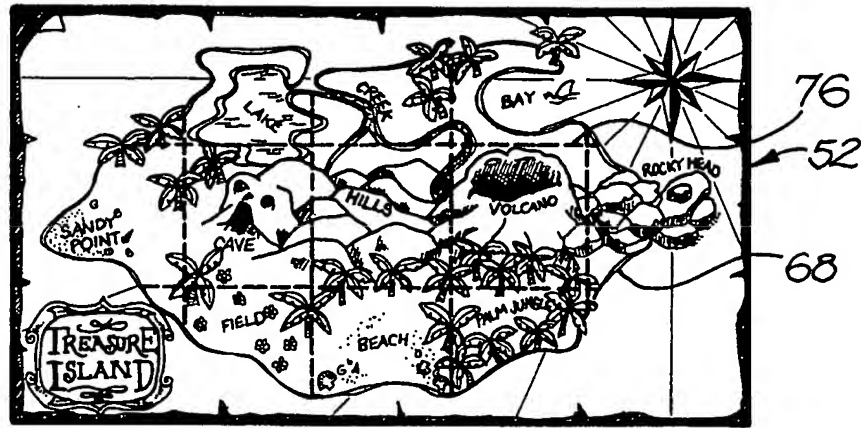 LAKE
CREEK
BAY
76
52
ROCKY HEAD
HILLS
VOLCANO
SANDY
POINT
CAVE
68
FIELD
BEACH
PALM JUNGLE
TREASURE
ISLAND